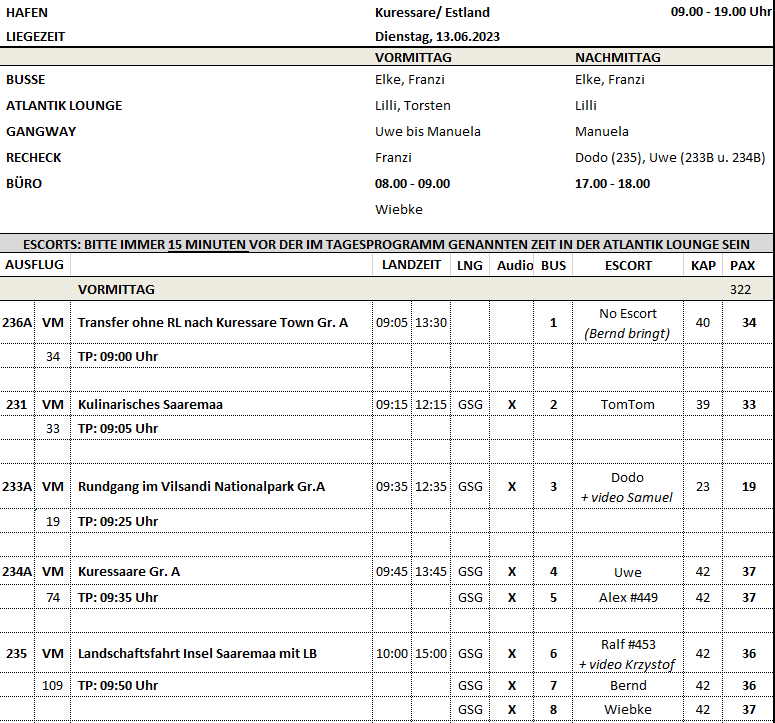 HAFEN Kuressare/ Estland 09.00 - 19.00 Uhr
LIEGEZEIT Dienstag, 13.06.2023
VORMITTAG NACHMITTAG
BUSSE Elke, Franzi Elke, Franzi
ATLANTIK LOUNGE Lilli, Torsten Lilli
GANGWAY Uwe bis Manuela Manuela
RECHECK Franzi Dodo (235), Uwe (233B u. 234B)
BÜRO 08.00 - 09.00 17.00 - 18.00
Wiebke
ESCORTS: BITTE IMMER 15 MINUTEN VOR DER IM TAGESPROGRAMM GENANNTEN ZEIT IN DER ATLANTIK LOUNGE SEIN
AUSFLUG LANDZEIT LNG Audio BUS ESCORT KAP PAX
VORMITTAG 322
236A VM Transfer ohne RL nach Kuressare Town Gr. A 09:05 13:30 1 No Escort 40 34
(Bernd bringt)
34 TP: 09:00 Uhr
231 VM Kulinarisches Saaremaa 09:15 12:15 GSG X 2 TomTom 39 33
33 TP: 09:05 Uhr
233A VM Rundgang im Vilsandi Nationalpark Gr.A 09:35 12:35 GSG X 3 Dodo 23 19
+ video Samuel
19 TP: 09:25 Uhr
234A VM Kuressaare Gr. A 09:45 13:45 GSG X 4 Uwe 42 37
74 TP: 09:35 Uhr GSG X 5 Alex #449 42 37
235 VM Landschaftsfahrt Insel Saaremaa mit LB 10:00 15:00 GSG X 6 Ralf #453 42 36
+ video Krzystof
109 TP: 09:50 Uhr GSG X 7 Bernd 42 36
GSG X 8 Wiebke 42 37